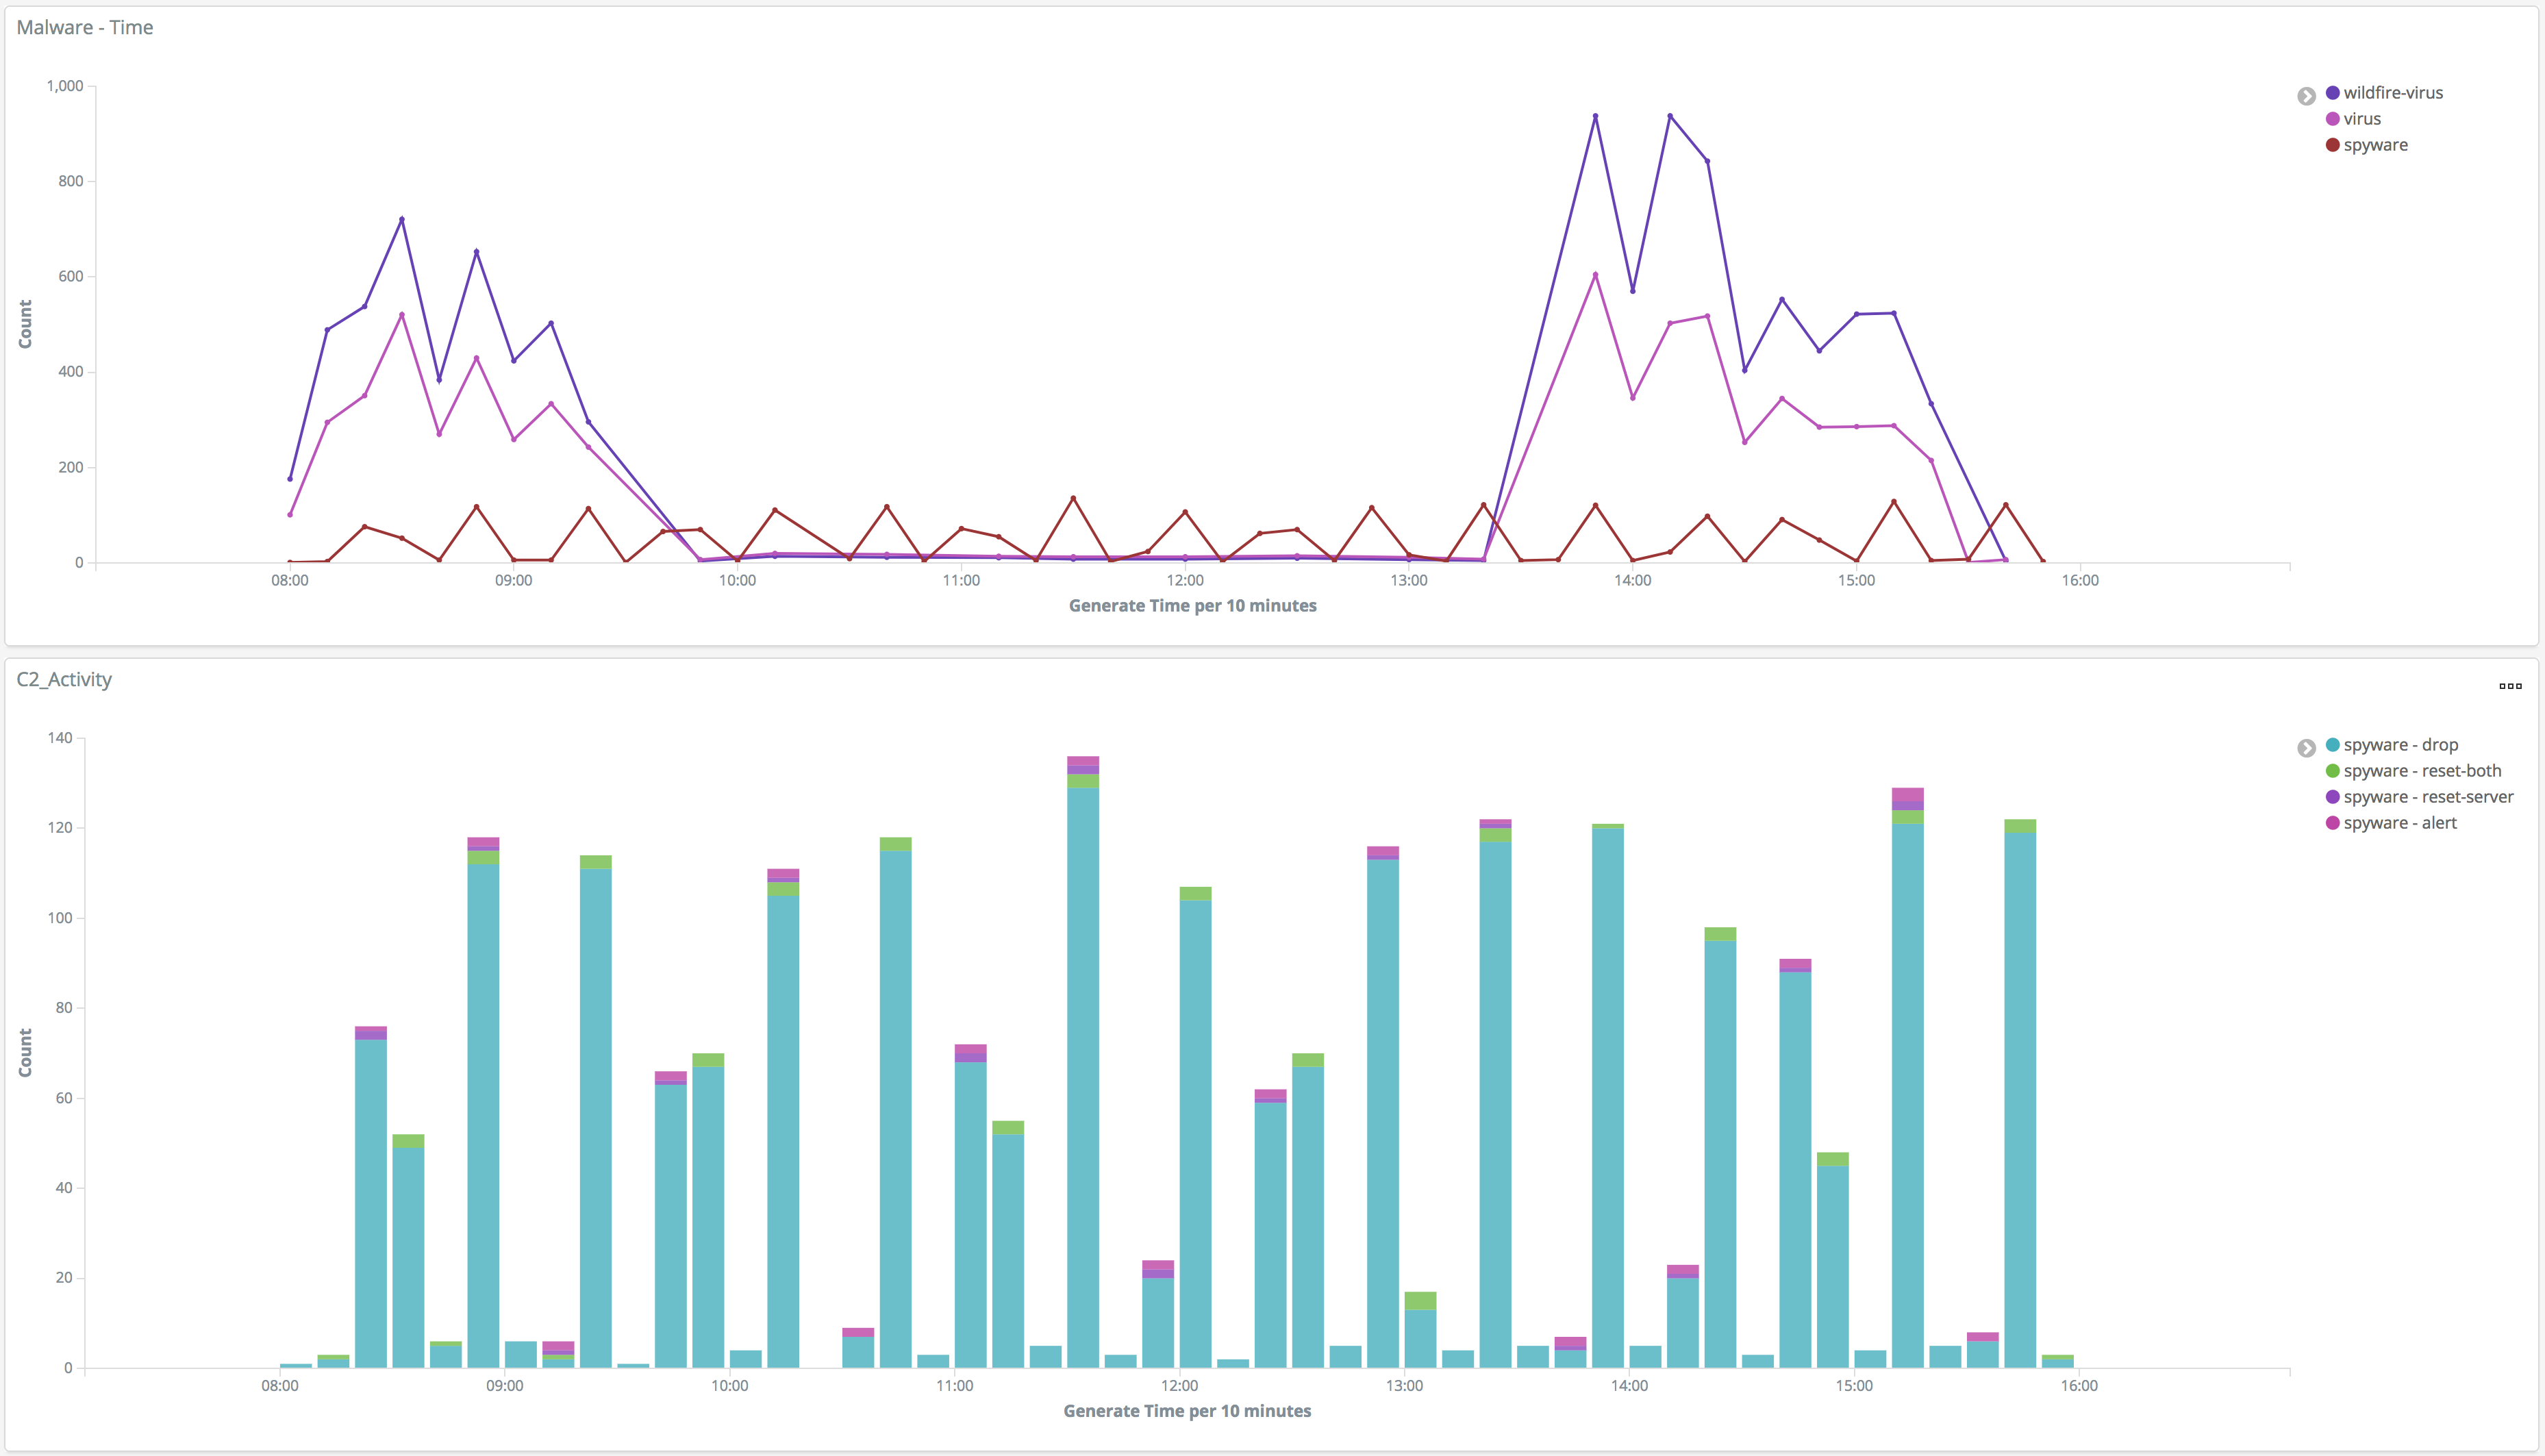 Malware - Time
1,000
800
600
400
200
0
Count
08:00 09:00 10:00 11:00 12:00 13:00 14:00 15:00 16:00
Generate Time per 10 minutes
wildfire-virus
virus
spyware
C2_Activity
140
120
100
80
60
40
20
0
Count
08:00 09:00 10:00 11:00 12:00 13:00 14:00 15:00 16:00
Generate Time per 10 minutes
spyware - drop
spyware - reset-both
spyware - reset-server
spyware - alert